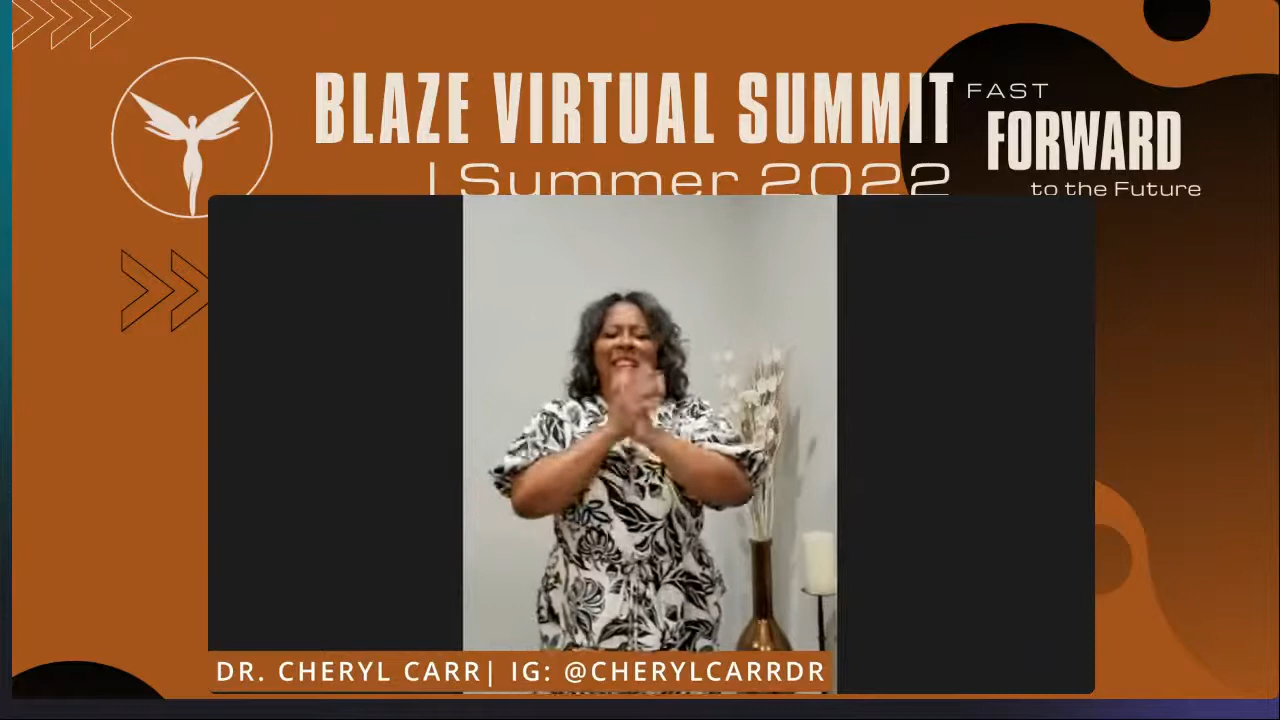 BLAZE VIRTUAL SUMMIT
| Summer 2022
FAST
FORWARD
to the Future
DR. CHERYL CARR| IG: @CHERYLCARRDR